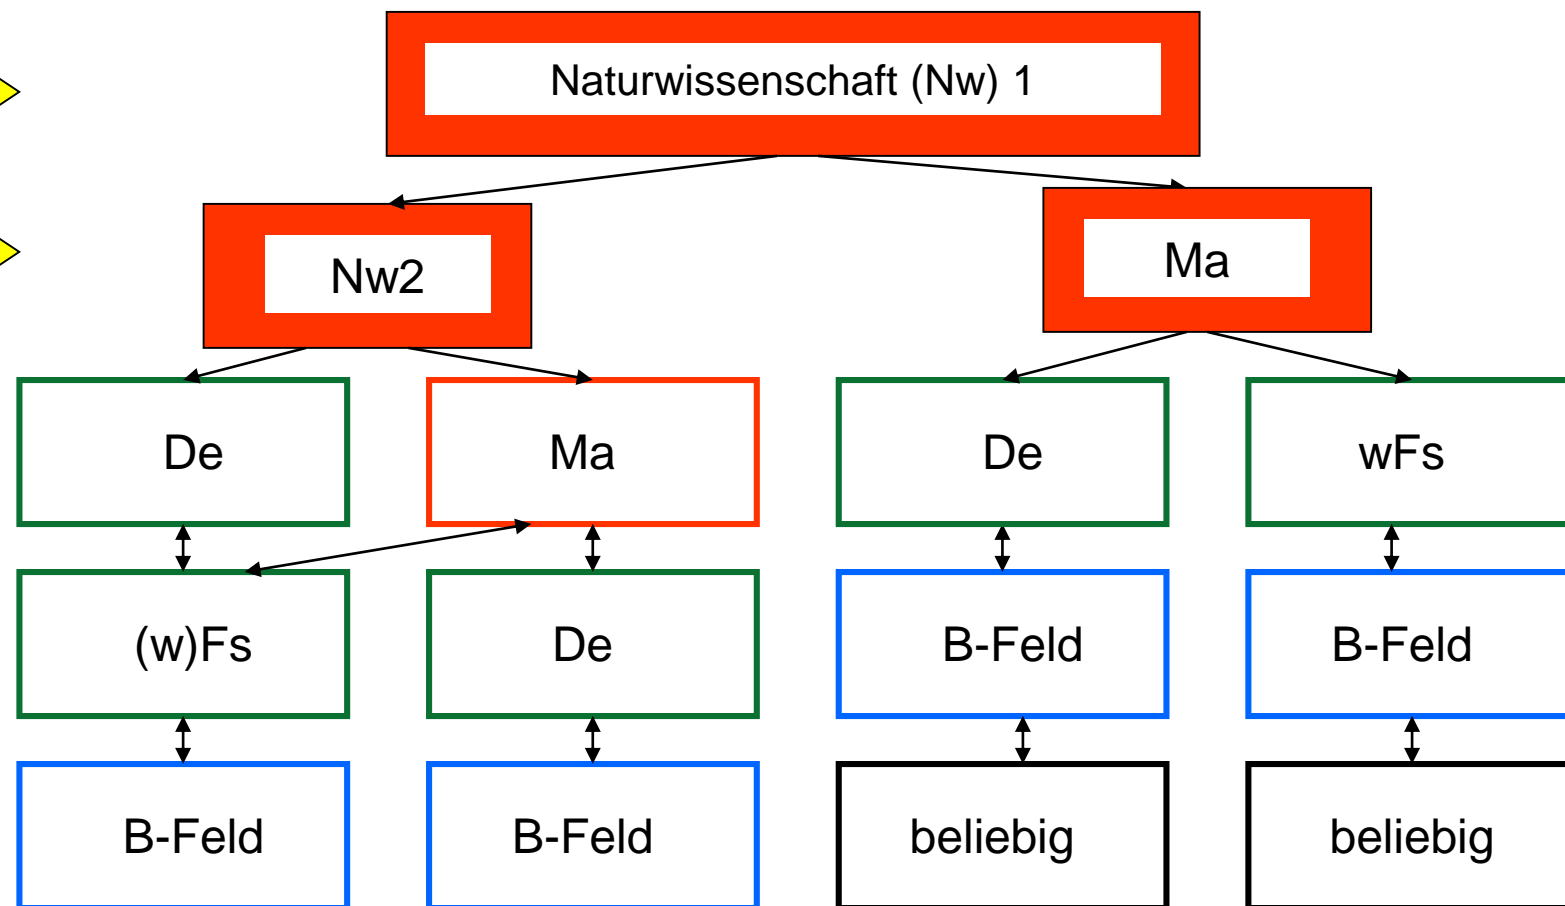 Naturwissenschaft (Nw) 1
Nw2
Ma
De
Ma
De
wFs
(w)Fs
De
B-Feld
B-Feld
B-Feld
B-Feld
beliebig
beliebig